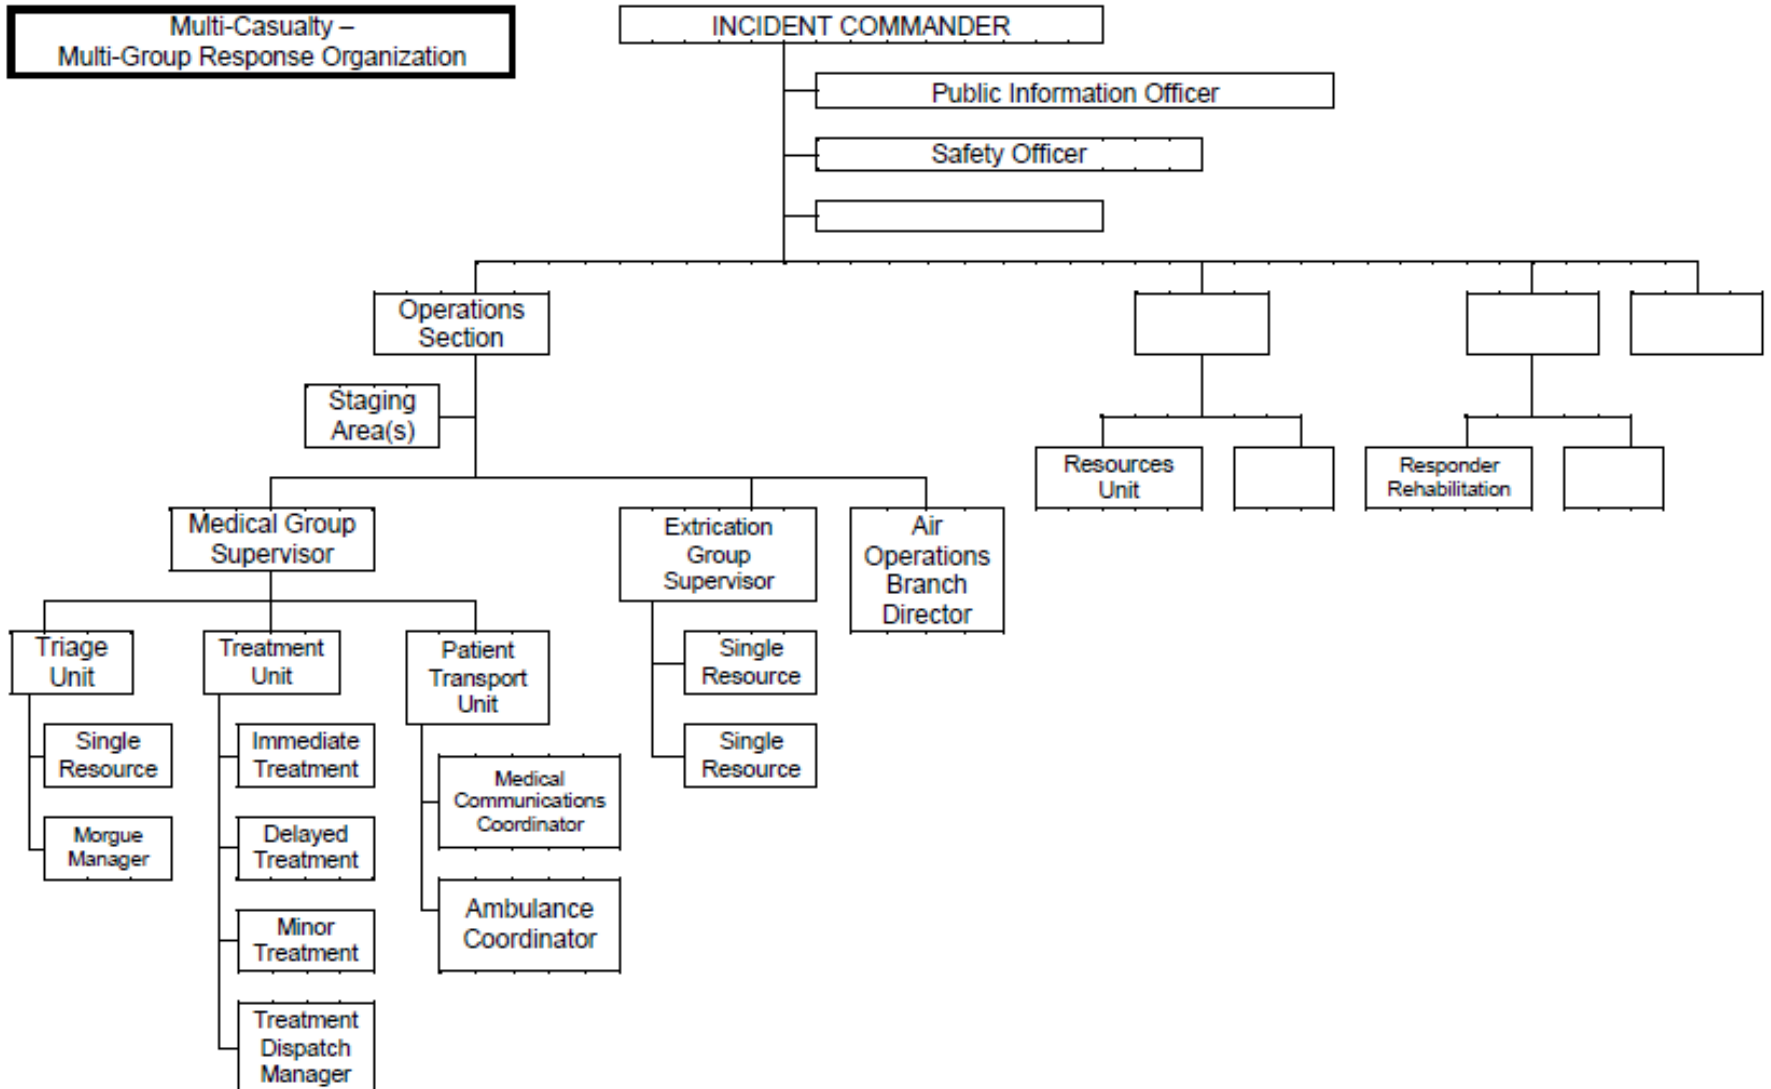 Multi-Casualty –
Multi-Group Response Organization
INCIDENT COMMANDER
Public Information Officer
Safety Officer
Operations
Section
Staging
Area(s)
Resources
Unit
Responder
Rehabilitation
Medical Group
Supervisor
Extrication
Group
Supervisor
Air
Operations
Branch
Director
Triage
Unit
Treatment
Unit
Patient
Transport
Unit
Single
Resource
Single
Resource
Single
Resource
Morgue
Manager
Immediate
Treatment
Delayed
Treatment
Minor
Treatment
Treatment
Dispatch
Manager
Medical
Communications
Coordinator
Ambulance
Coordinator